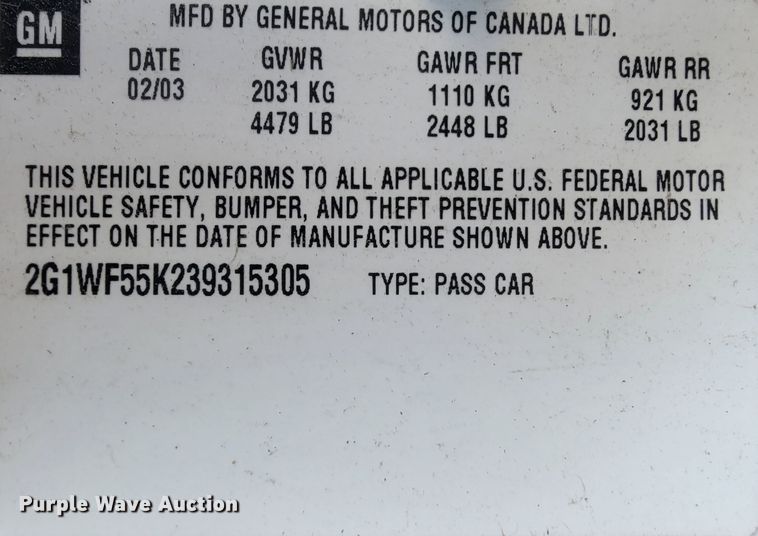 GM
MFD BY GENERAL MOTORS OF CANADA LTD.
DATE GVWR GAWR FRT GAWR RR
02/03 2031 KG 1110 KG 921 KG
4479 LB 2448 LB 2031 LB
THIS VEHICLE CONFORMS TO ALL APPLICABLE U.S. FEDERAL MOTOR
VEHICLE SAFETY, BUMPER, AND THEFT PREVENTION STANDARDS IN
EFFECT ON THE DATE OF MANUFACTURE SHOWN ABOVE.
2G1WF55K239315305 TYPE: PASS CAR
Purple Wave Auction